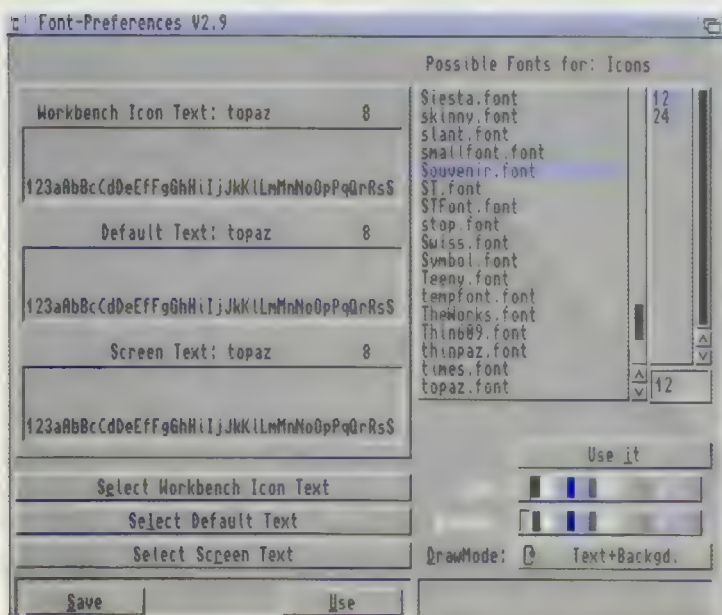 Font-Preferences V2.9
Possible Fonts for: Icons
Workbench Icon Text: topaz 8
123aAbBcCdDeEfFgGhHiIjJkKlLmMnNoOpPqQrRsS
Default Text: topaz 8
123aAbBcCdDeEfFgGhHiIjJkKlLmMnNoOpPqQrRsS
Screen Text: topaz 8
123aAbBcCdDeEfFgGhHiIjJkKlLmMnNoOpPqQrRsS
Select Workbench Icon Text
Select Default Text
Select Screen Text
Save
Use
Siesta.font
skinny.font
slant.font
smallfont.font
Souvenir.font
ST.font
STFont.font
stop.font
Swiss.font
Symbol.font
Teeny.font
tempfont.font
TheWorks.font
Thin689.font
thinpaz.font
times.font
topaz.font
12
24
12
Use it
DrawMode: Text+Backgd.